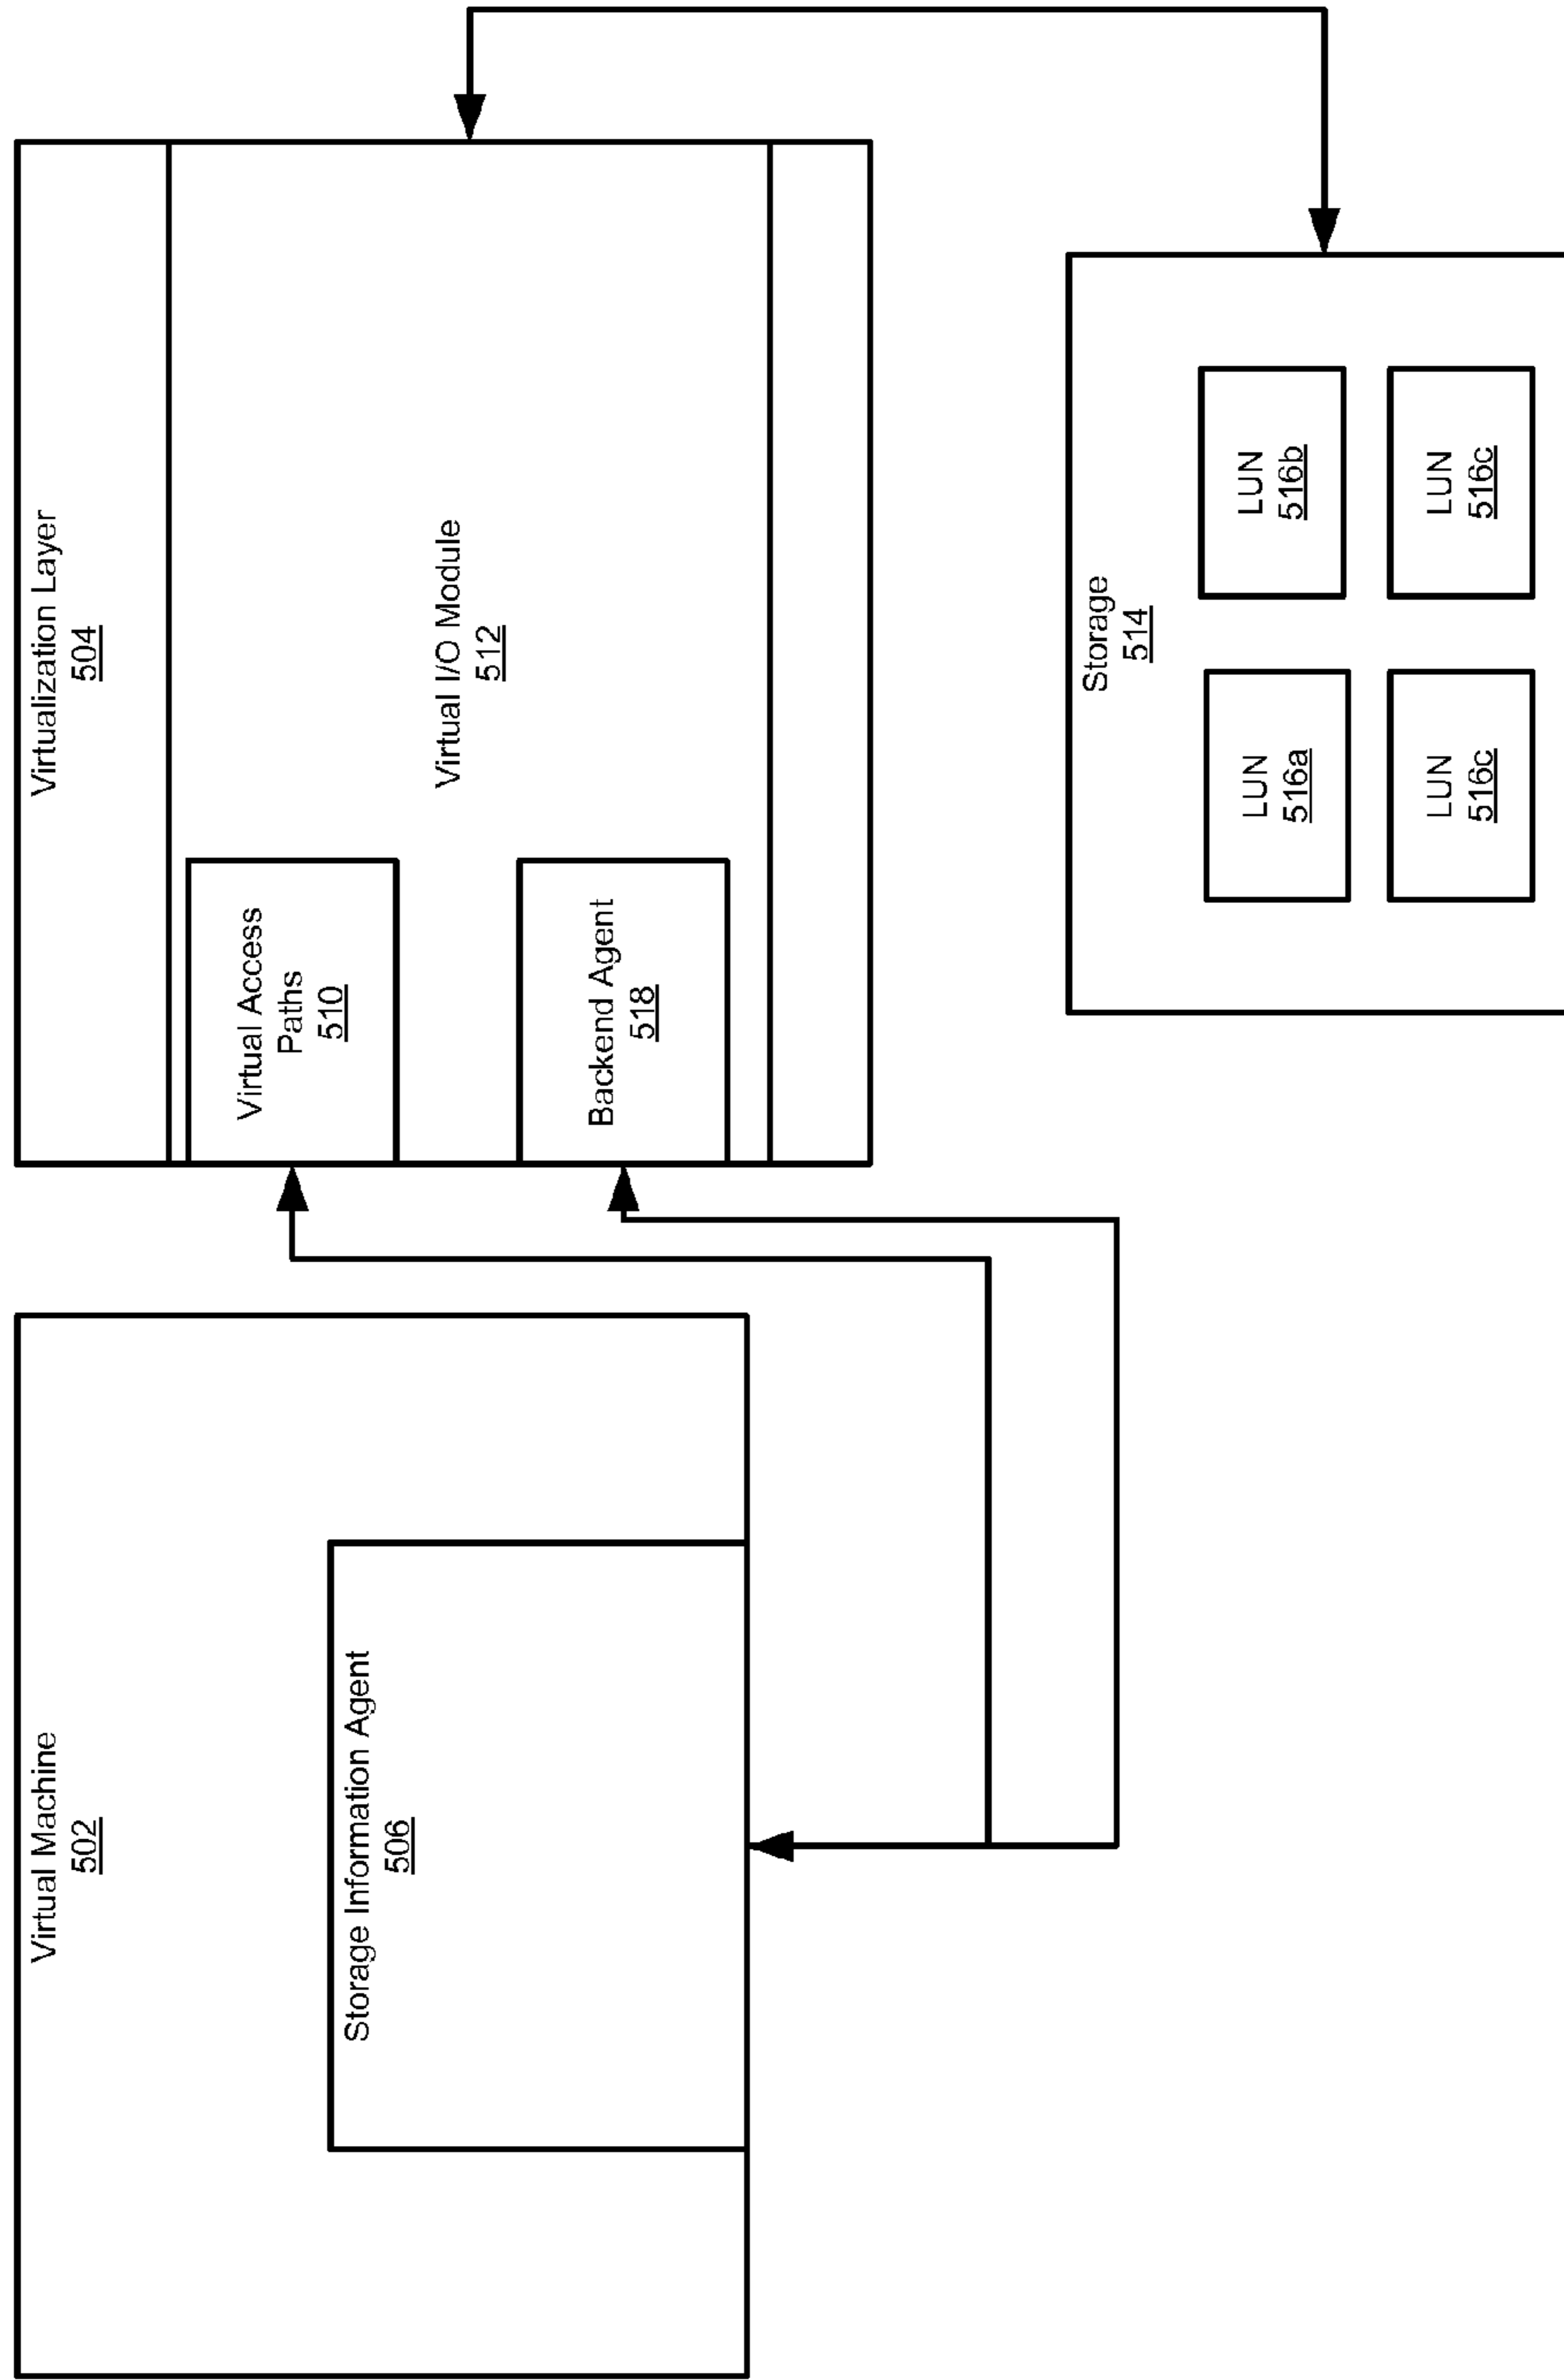 Virtual Machine
502
Storage Information Agent
506
Virtualization Layer
504
Virtual Access
Paths
510
Virtual I/O Module
512
Backend Agent
518
Storage
514
LUN
516a
LUN
516b
LUN
516c
LUN
516c